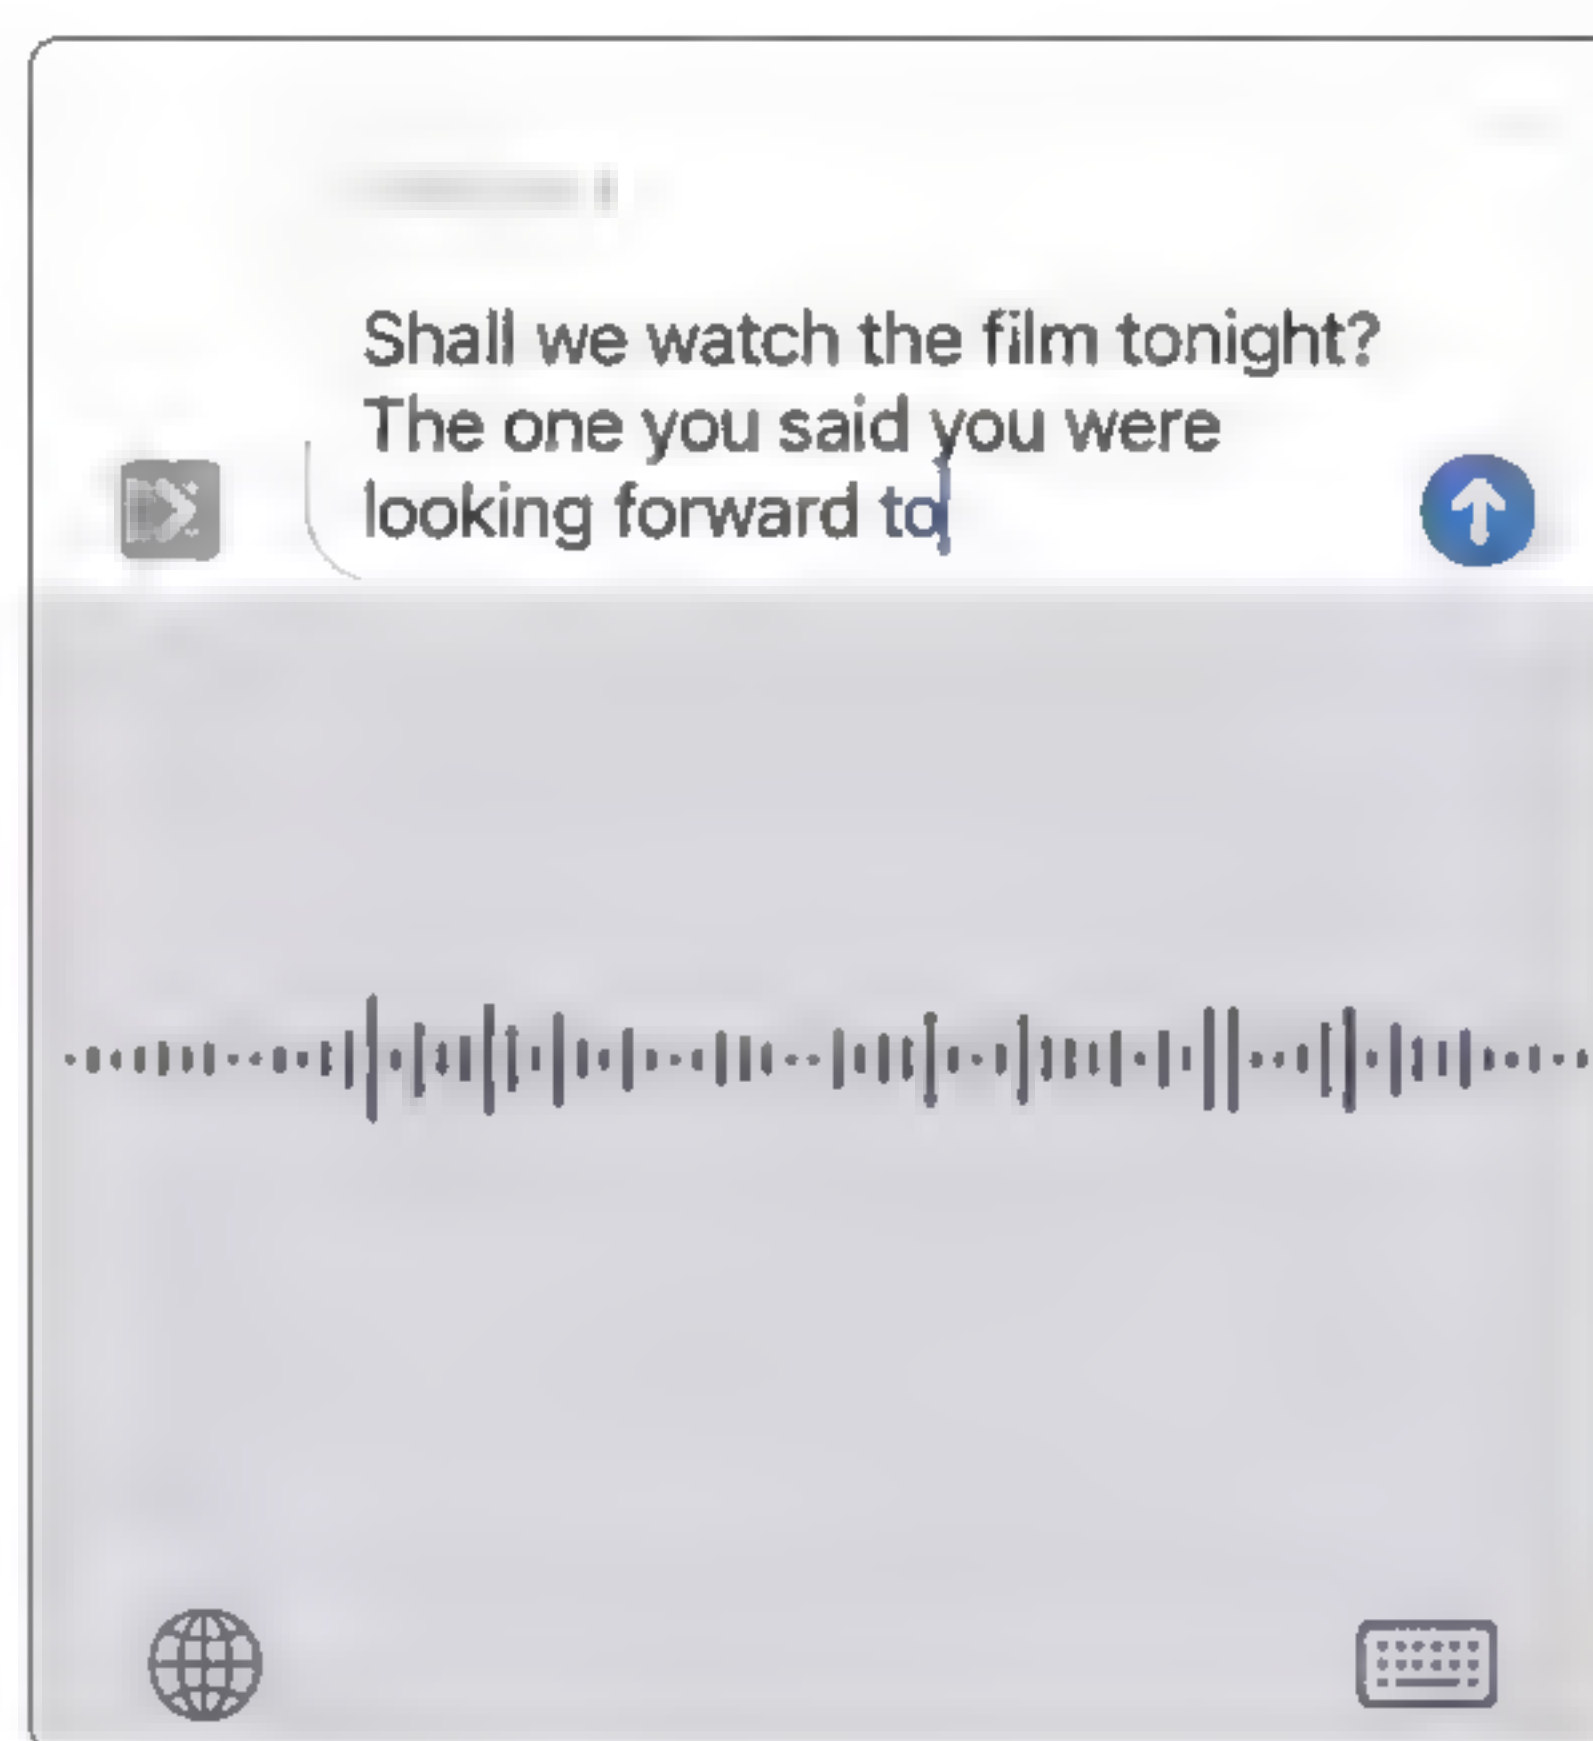 Shall we watch the film tonight?
The one you said you were
looking forward to